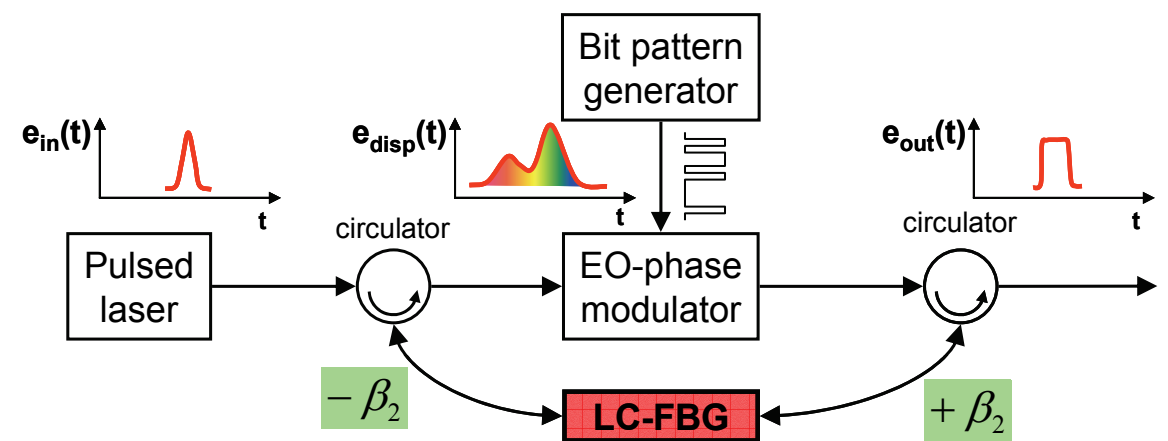 Bit pattern
generator
e_in(t)
e_disp(t)
e_out(t)
t
t
t
circulator
circulator
Pulsed
laser
EO-phase
modulator
− β₂
LC-FBG
+ β₂